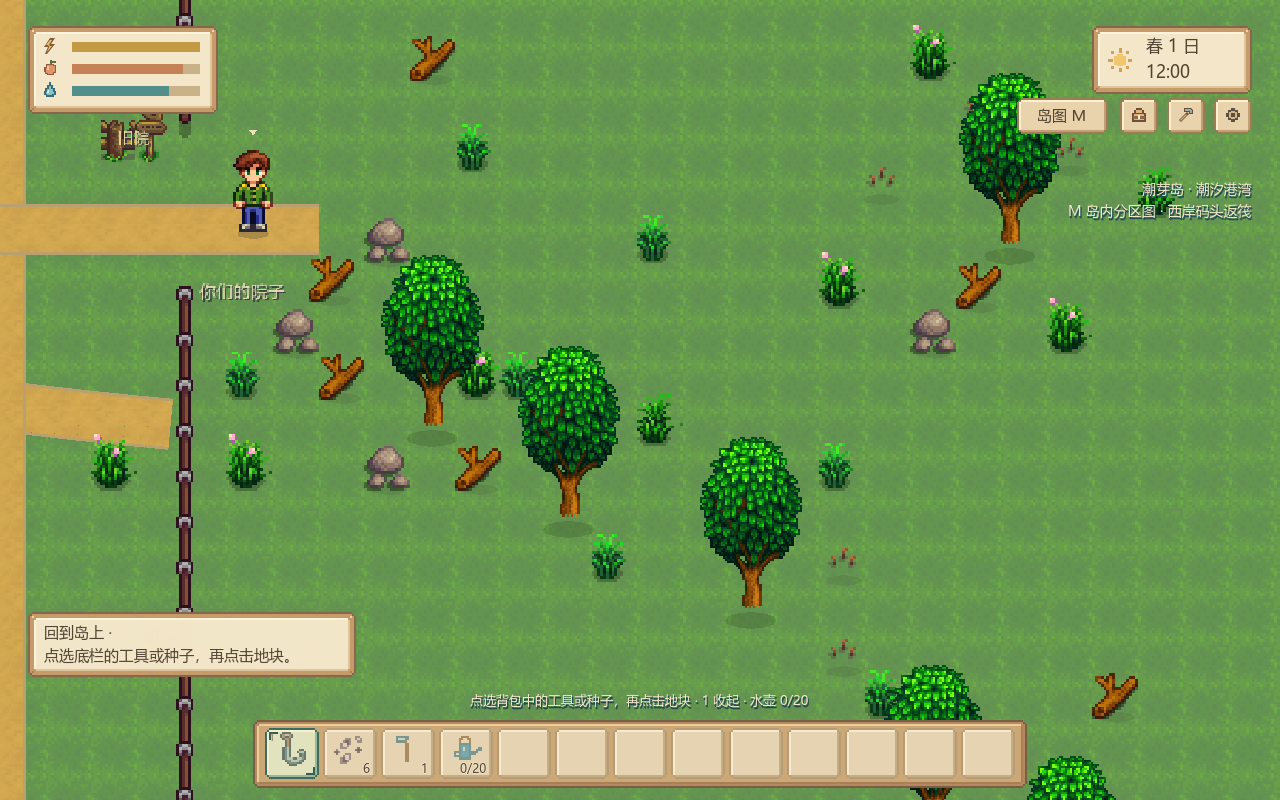 春 1 日
12:00
岛图 M
旧院
潮芽岛 · 潮汐港湾
M 岛内分区图 · 西岸码头返筏
你们的院子
回到岛上 ·
点选底栏的工具或种子，再点击地块。
点选背包中的工具或种子，再点击地块 · 1 收起 · 水壶 0/20
6
1
0/20